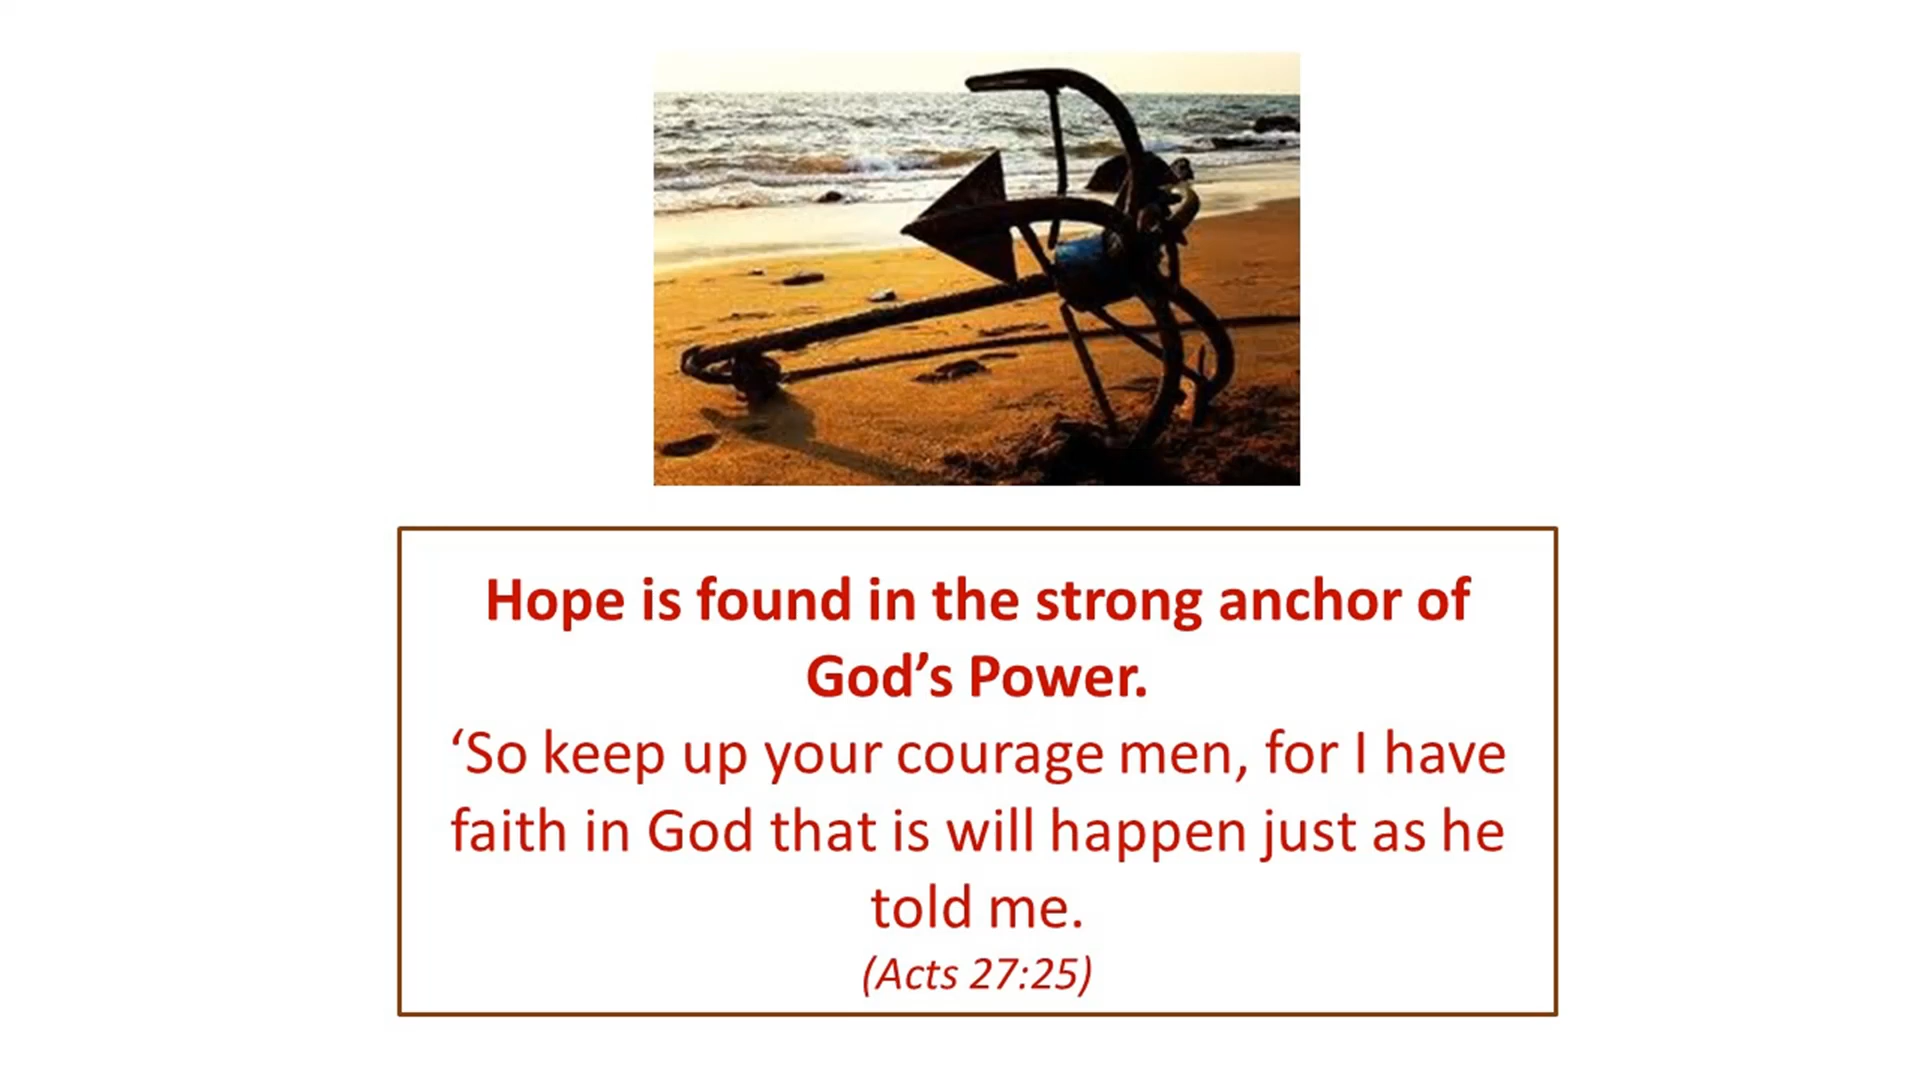 Hope is found in the strong anchor of
God’s Power.
‘So keep up your courage men, for I have
faith in God that is will happen just as he
told me.
(Acts 27:25)